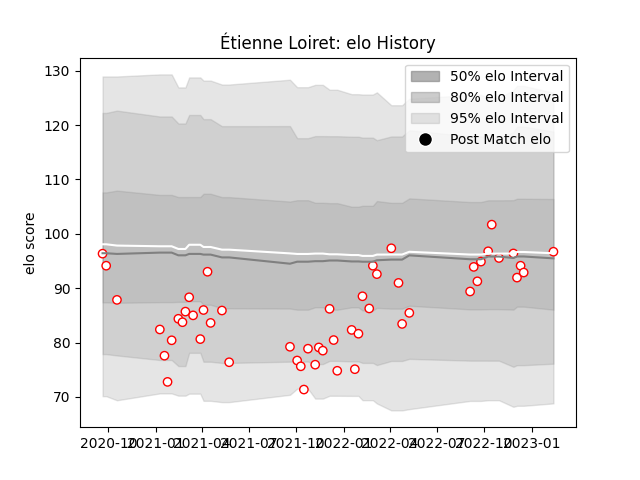 Étienne Loiret: elo History
50% elo Interval
80% elo Interval
95% elo Interval
Post Match elo
elo score
130
120
110
100
90
80
70
2020-10
2021-01
2021-04
2021-07
2021-10
2022-01
2022-04
2022-07
2022-10
2023-01